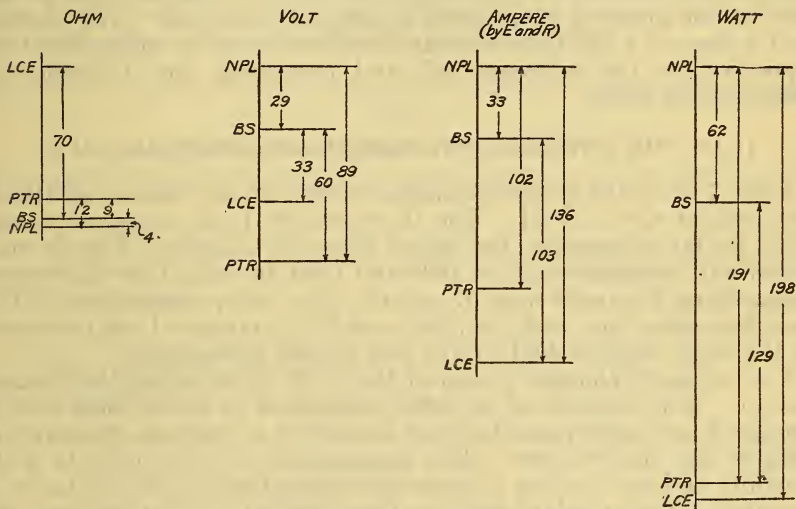 OHM
LCE
70
PTR
12
9
BS
4
NPL
VOLT
NPL
29
BS
33
60
89
LCE
PTR
AMPERE
(by E and R)
NPL
33
BS
102
136
103
PTR
LCE
WATT
NPL
62
BS
191
198
129
PTR
LCE